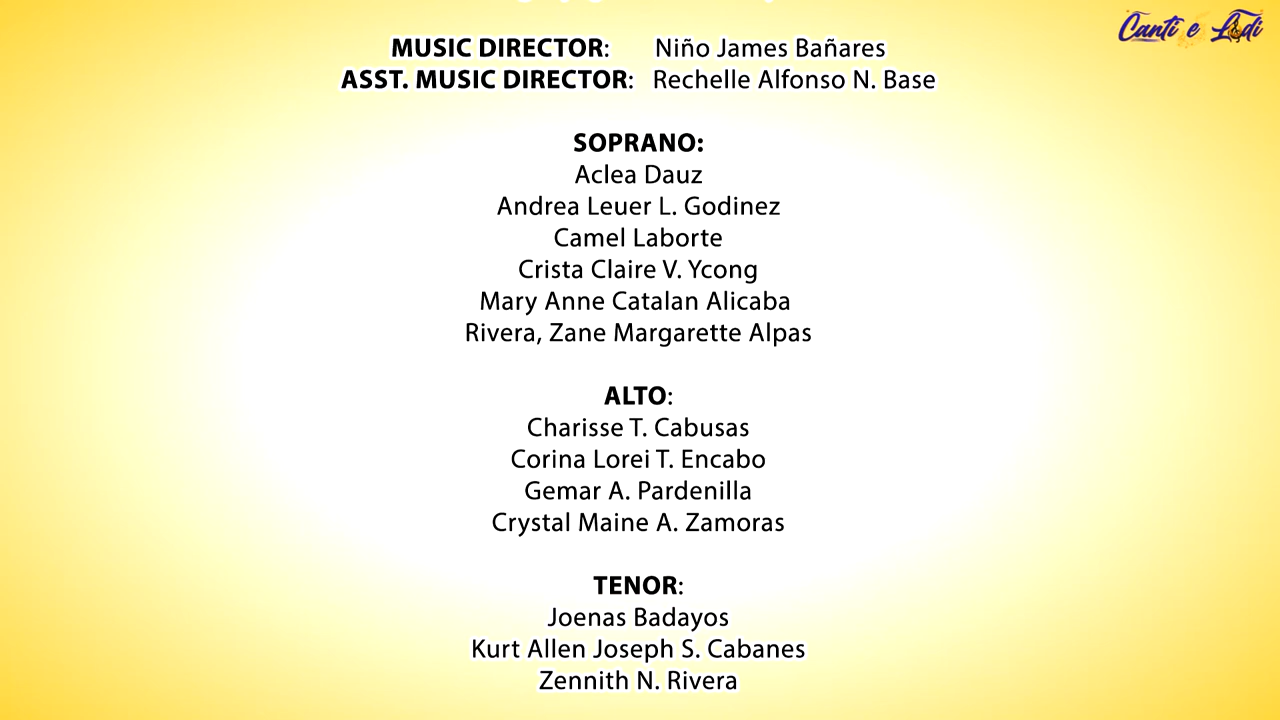 Canti e Lodi
MUSIC DIRECTOR: Niño James Bañares
ASST. MUSIC DIRECTOR: Rechelle Alfonso N. Base
SOPRANO:
Aclea Dauz
Andrea Leuer L. Godinez
Camel Laborte
Crista Claire V. Ycong
Mary Anne Catalan Alicaba
Rivera, Zane Margarette Alpas
ALTO:
Charisse T. Cabusas
Corina Lorei T. Encabo
Gemar A. Pardenilla
Crystal Maine A. Zamoras
TENOR:
Joenas Badayos
Kurt Allen Joseph S. Cabanes
Zennith N. Rivera